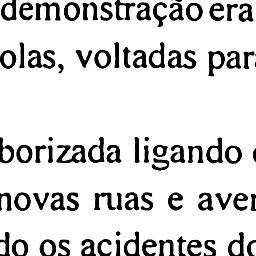 demonstração era
olas, voltadas para
borizada ligando
novas ruas e aven
do os acidentes do